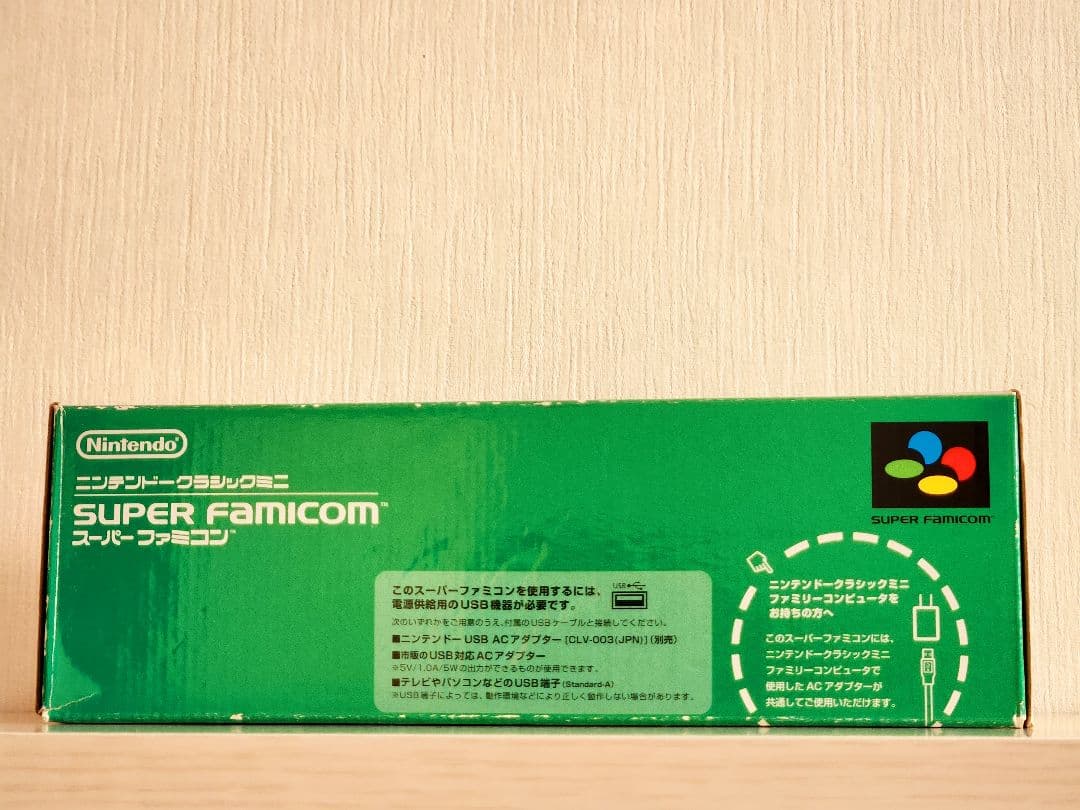 Nintendo®
ニンテンドークラシックミニ
SUPER FAMICOM™
スーパーファミコン™
SUPER FAMICOM™
このスーパーファミコンを使用するには、
電源供給用のUSB機器が必要です。
USB
次のいずれかをご用意のうえ、付属のUSBケーブルと接続してください。
■ニンテンドーUSB ACアダプター [CLV-003(JPN)] (別売)
■市販のUSB対応ACアダプター
※5V/1.0A/5Wの出力ができるものが使用できます。
■テレビやパソコンなどのUSB端子(Standard-A)
※USB端子によっては、動作環境などにより正しく動作しない場合があります。
ニンテンドークラシックミニ
ファミリーコンピュータを
お持ちの方へ
このスーパーファミコンには、
ニンテンドークラシックミニ
ファミリーコンピュータで
使用したACアダプターが
共通してご使用いただけます。